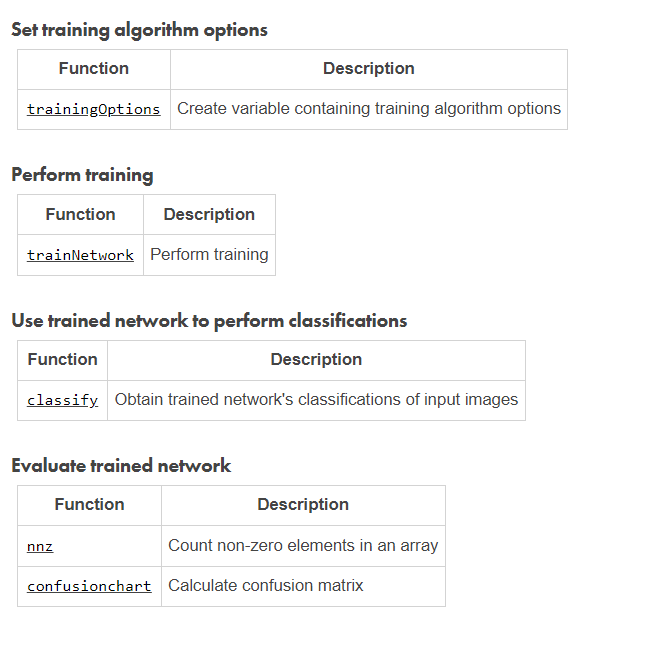 Set training algorithm options
Function Description
trainingOptions Create variable containing training algorithm options
Perform training
Function Description
trainNetwork Perform training
Use trained network to perform classifications
Function Description
classify Obtain trained network's classifications of input images
Evaluate trained network
Function Description
nnz Count non-zero elements in an array
confusionchart Calculate confusion matrix